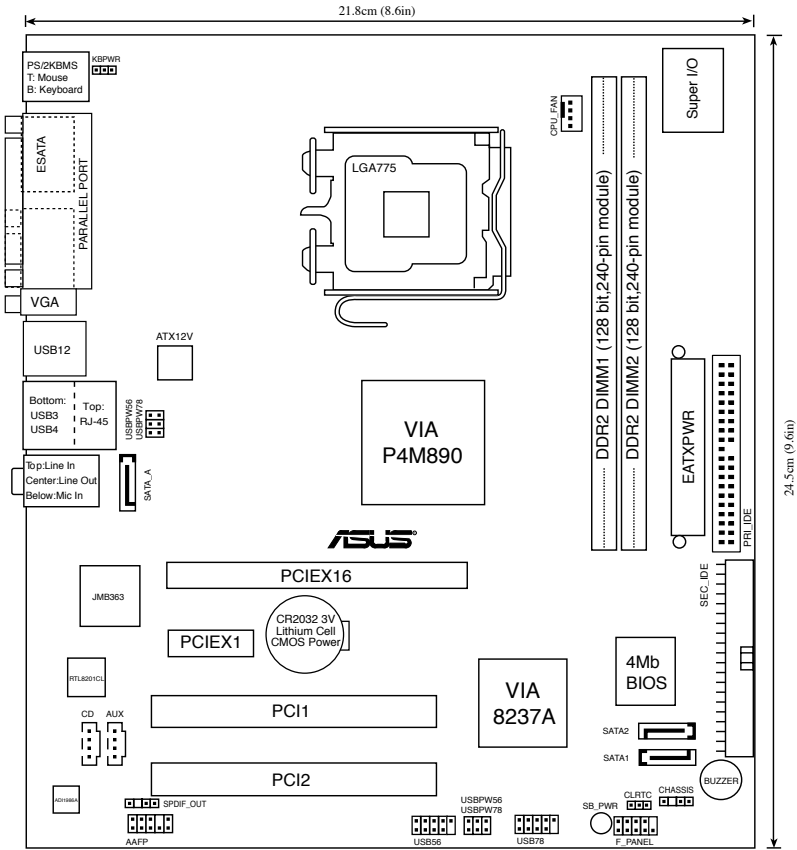 21.8cm (8.6in)
PS/2KBMS
T: Mouse
B: Keyboard
KBPWR
ESATA
PARALLEL PORT
VGA
USB12
ATX12V
Bottom:
USB3
USB4
Top:
RJ-45
USBPW56
USBPW78
Top:Line In
Center:Line Out
Below:Mic In
SATA_A
LGA775
CPU_FAN
DDR2 DIMM1 (128 bit,240-pin module)
DDR2 DIMM2 (128 bit,240-pin module)
Super I/O
VIA
P4M890
EATXPWR
PRI_IDE
24.5cm (9.6in)
ASUS
PCIEX16
JMB363
PCIEX1
CR2032 3V
Lithium Cell
CMOS Power
SEC_IDE
RTL8201CL
4Mb
BIOS
VIA
8237A
CD
AUX
PCI1
SATA2
SATA1
PCI2
BUZZER
ADI1986A
SPDIF_OUT
AAFP
USB56
USBPW56
USBPW78
USB78
SB_PWR
CLRTC
CHASSIS
F_PANEL